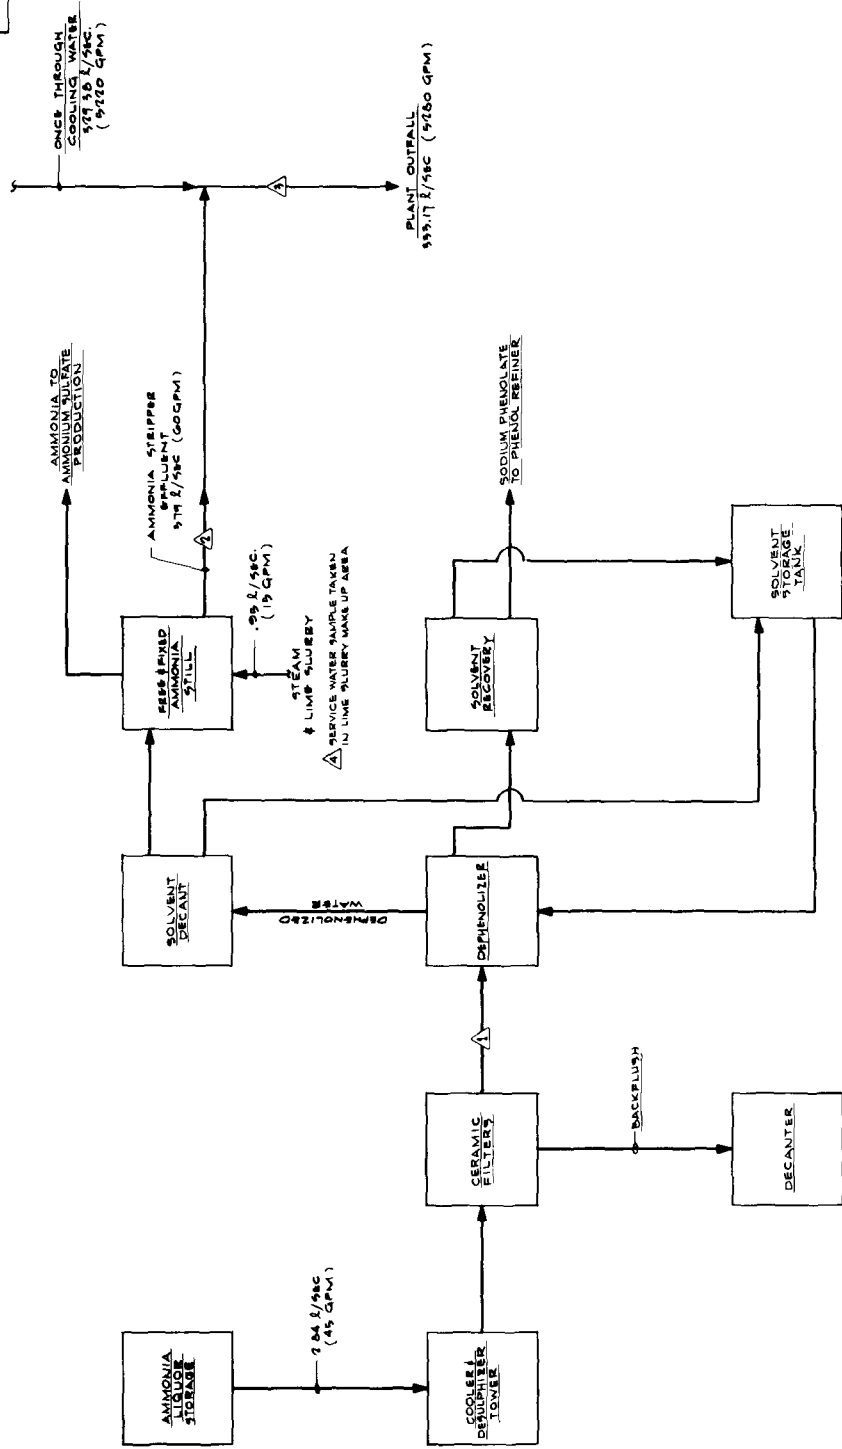 ONCE THROUGH
COOLING WATER
329.38 l/SEC.
(5220 GPM)
AMMONIA TO
AMMONIUM SULFATE
PRODUCTION
AMMONIA STRIPPER
EFFLUENT
3.79 l/SEC (60 GPM)
2
3
PLANT OUTFALL
333.17 l/SEC (5280 GPM)
FREE & FIXED
AMMONIA
STILL
.95 l/SEC.
(15 GPM)
STEAM
& LIME SLURRY
4
SERVICE WATER SAMPLE TAKEN
IN LIME SLURRY MAKE UP AREA
SODIUM PHENOLATE
TO PHENOL REFINER
SOLVENT
RECOVERY
SOLVENT
STORAGE
TANK
SOLVENT
DECANT
DEPHENOLIZED
WATER
DEPHENOLIZER
1
CERAMIC
FILTERS
BACKFLUSH
DECANTER
AMMONIA
LIQUOR
STORAGE
2.84 l/SEC
(45 GPM)
COOLER &
DESULPHIZER
TOWER